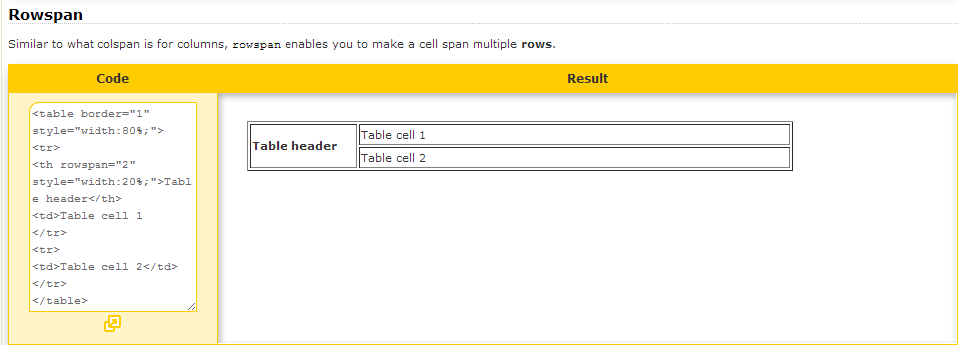 Rowspan
Similar to what colspan is for columns, rowspan enables you to make a cell span multiple rows.
Code
Result
<table border="1"
style="width:80%;">
<tr>
<th rowspan="2"
style="width:20%;">Tabl
e header</th>
<td>Table cell 1
</tr>
<tr>
<td>Table cell 2</td>
</tr>
</table>
Table header
Table cell 1
Table cell 2